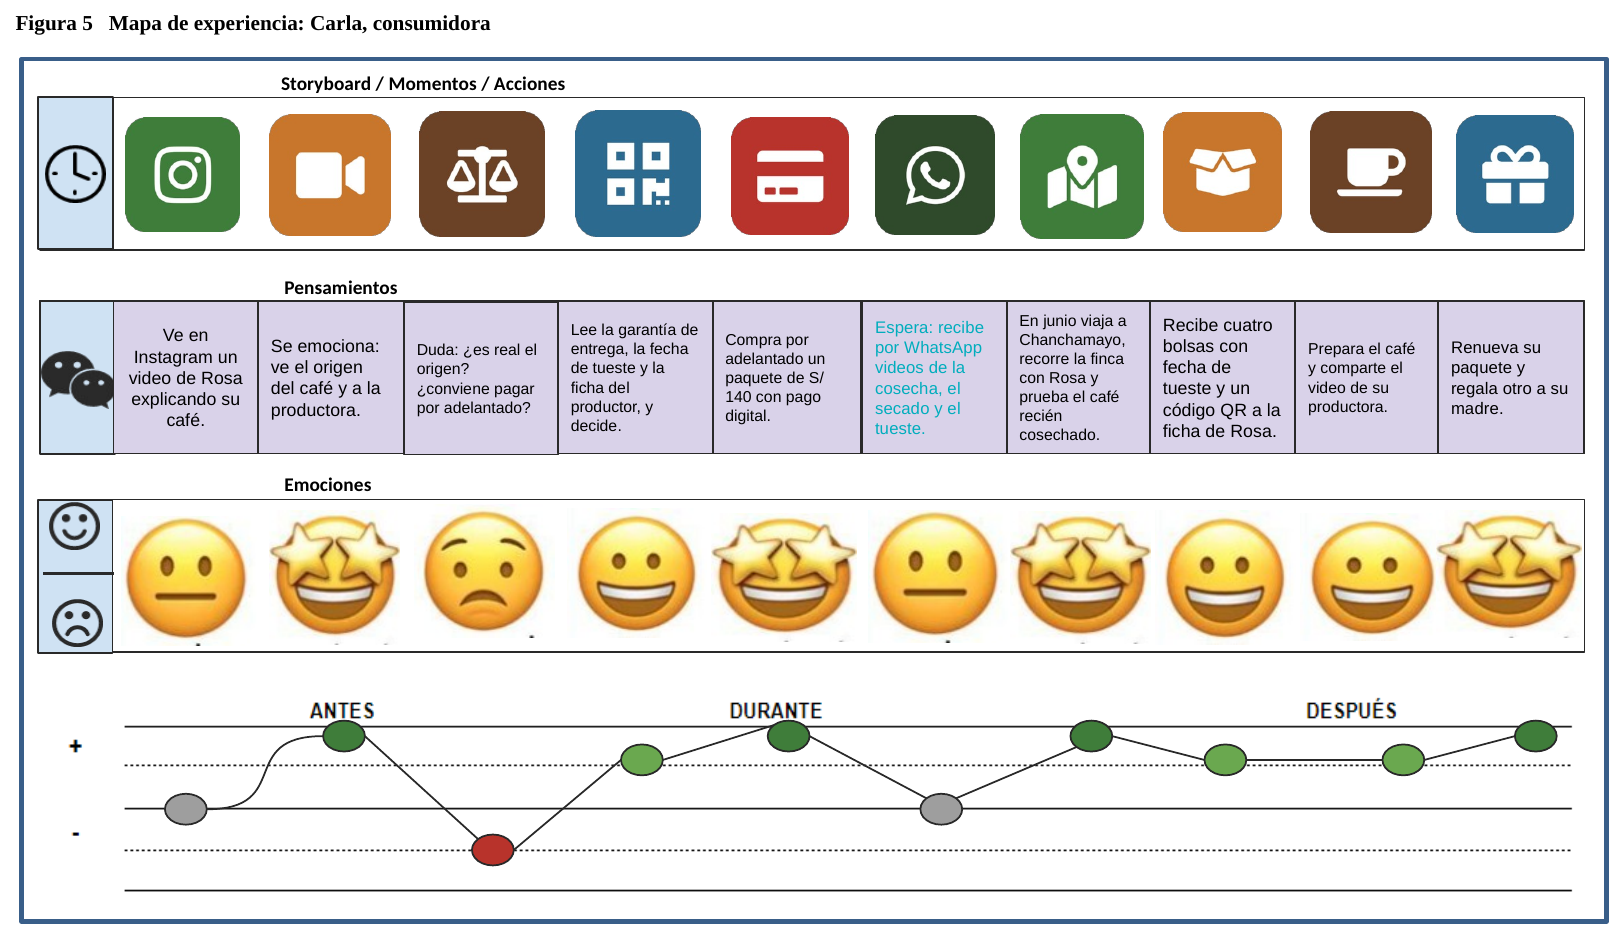 Figura 5   Mapa de experiencia: Carla, consumidora
Storyboard / Momentos / Acciones
Pensamientos
Ve en
Instagram un
video de Rosa
explicando su
café.
Se emociona:
ve el origen
del café y a la
productora.
Duda: ¿es real el
origen?
¿conviene pagar
por adelantado?
Lee la garantía de
entrega, la fecha
de tueste y la
ficha del
productor, y
decide.
Compra por
adelantado un
paquete de S/
140 con pago
digital.
Espera: recibe
por WhatsApp
videos de la
cosecha, el
secado y el
tueste.
En junio viaja a
Chanchamayo,
recorre la finca
con Rosa y
prueba el café
recién
cosechado.
Recibe cuatro
bolsas con
fecha de
tueste y un
código QR a la
ficha de Rosa.
Prepara el café
y comparte el
video de su
productora.
Renueva su
paquete y
regala otro a su
madre.
Emociones
ANTES
DURANTE
DESPUÉS
+
-